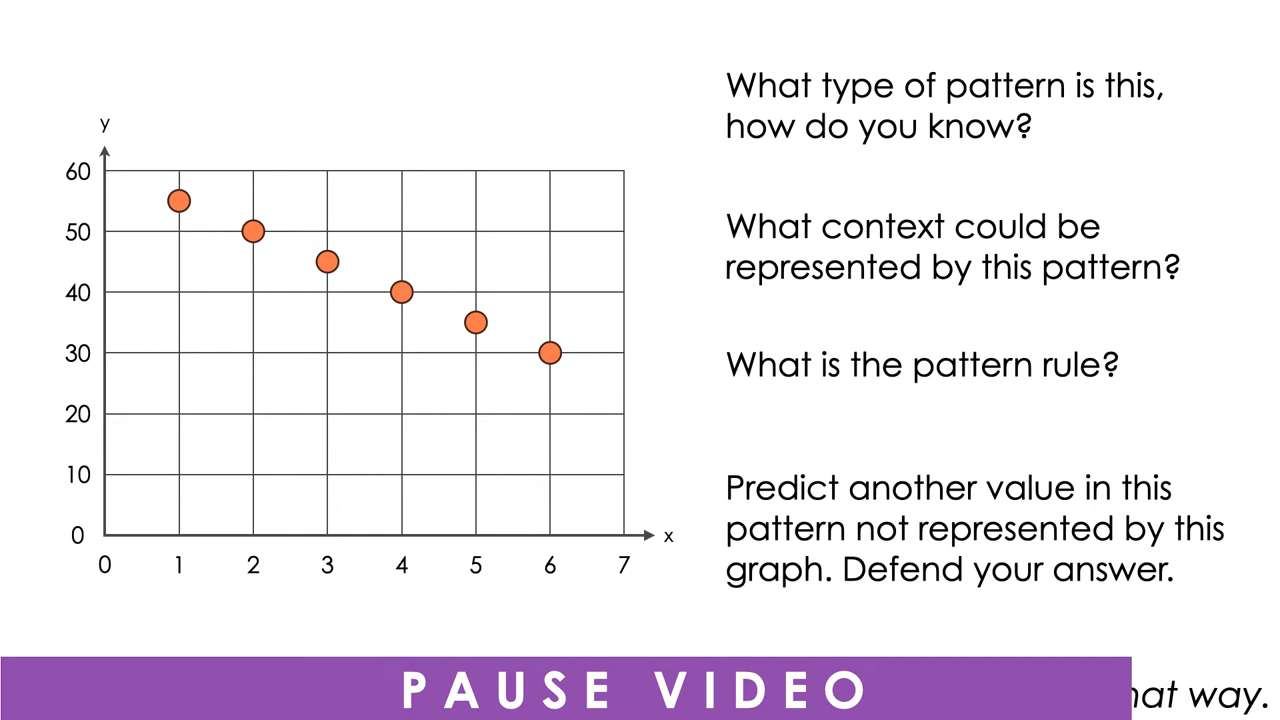 What type of pattern is this,
how do you know?
What context could be
represented by this pattern?
What is the pattern rule?
Predict another value in this
pattern not represented by this
graph. Defend your answer.
y
60
50
40
30
20
10
0
0 1 2 3 4 5 6 7
x
PAUSE VIDEO
way.